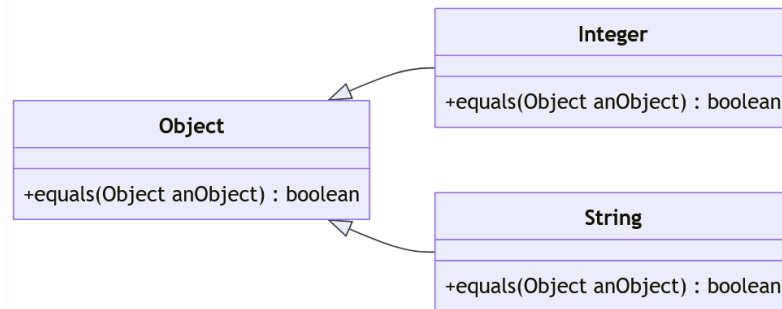 Integer
+equals(Object anObject) : boolean
Object
+equals(Object anObject) : boolean
String
+equals(Object anObject) : boolean